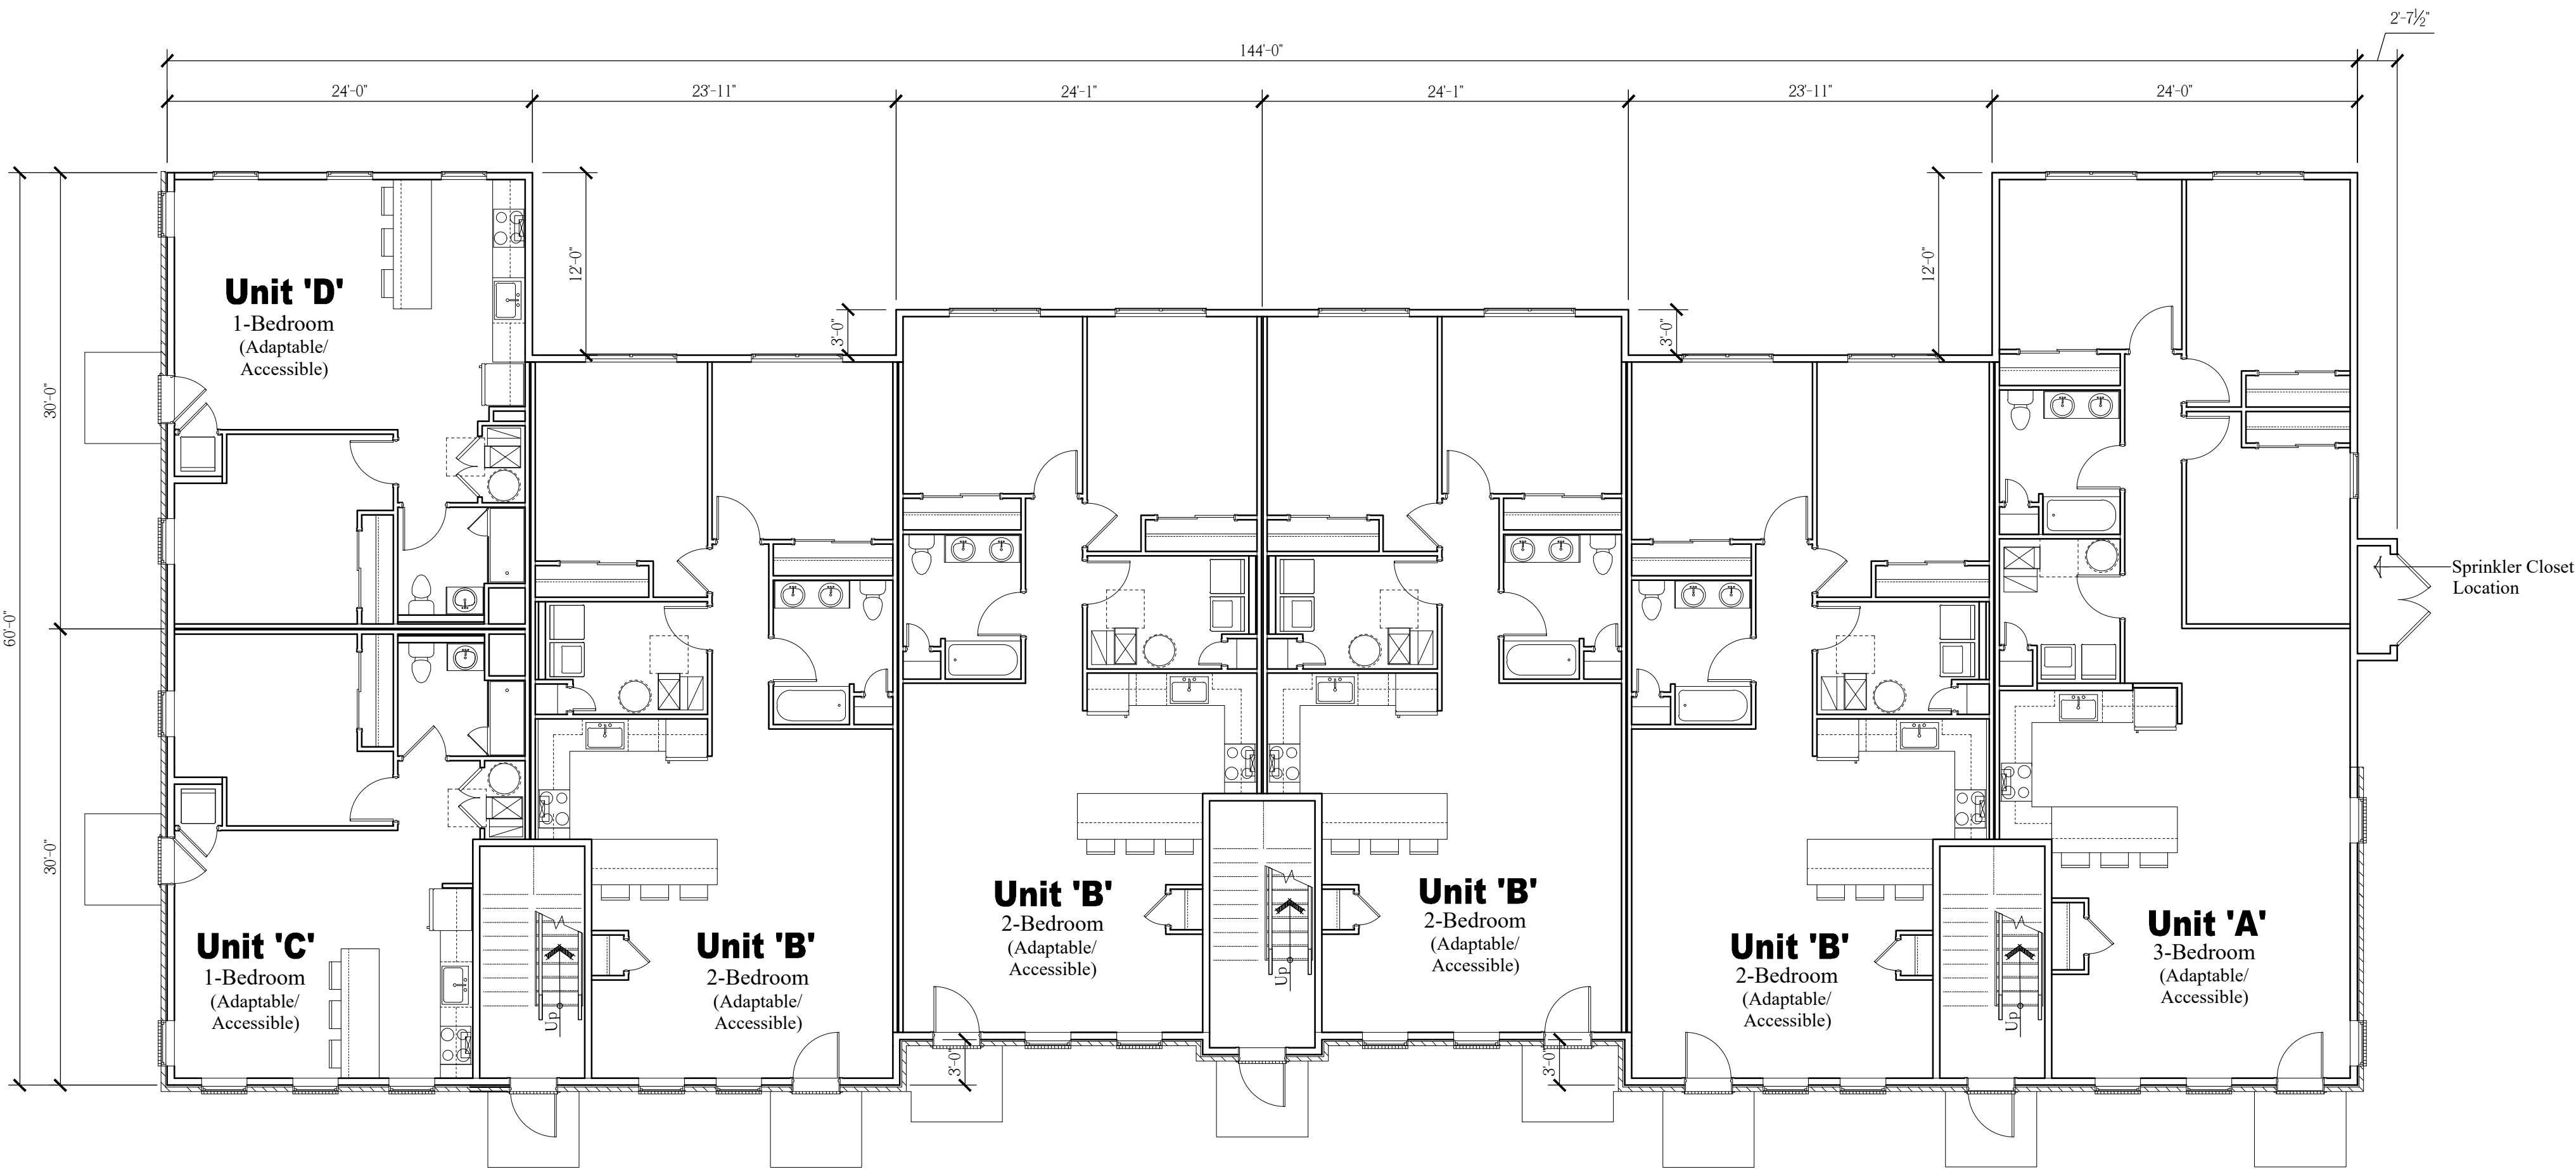 2'-7½"
144'-0"
24'-0"
23'-11"
24'-1"
24'-1"
23'-11"
24'-0"
60'-0"
30'-0"
30'-0"
12'-0"
3'-0"
3'-0"
12'-0"
Unit 'D'
1-Bedroom
(Adaptable/
Accessible)
Sprinkler Closet
Location
Unit 'C'
1-Bedroom
(Adaptable/
Accessible)
Up
Unit 'B'
2-Bedroom
(Adaptable/
Accessible)
Unit 'B'
2-Bedroom
(Adaptable/
Accessible)
3'-0"
Up
Unit 'B'
2-Bedroom
(Adaptable/
Accessible)
3'-0"
Unit 'B'
2-Bedroom
(Adaptable/
Accessible)
Up
Unit 'A'
3-Bedroom
(Adaptable/
Accessible)